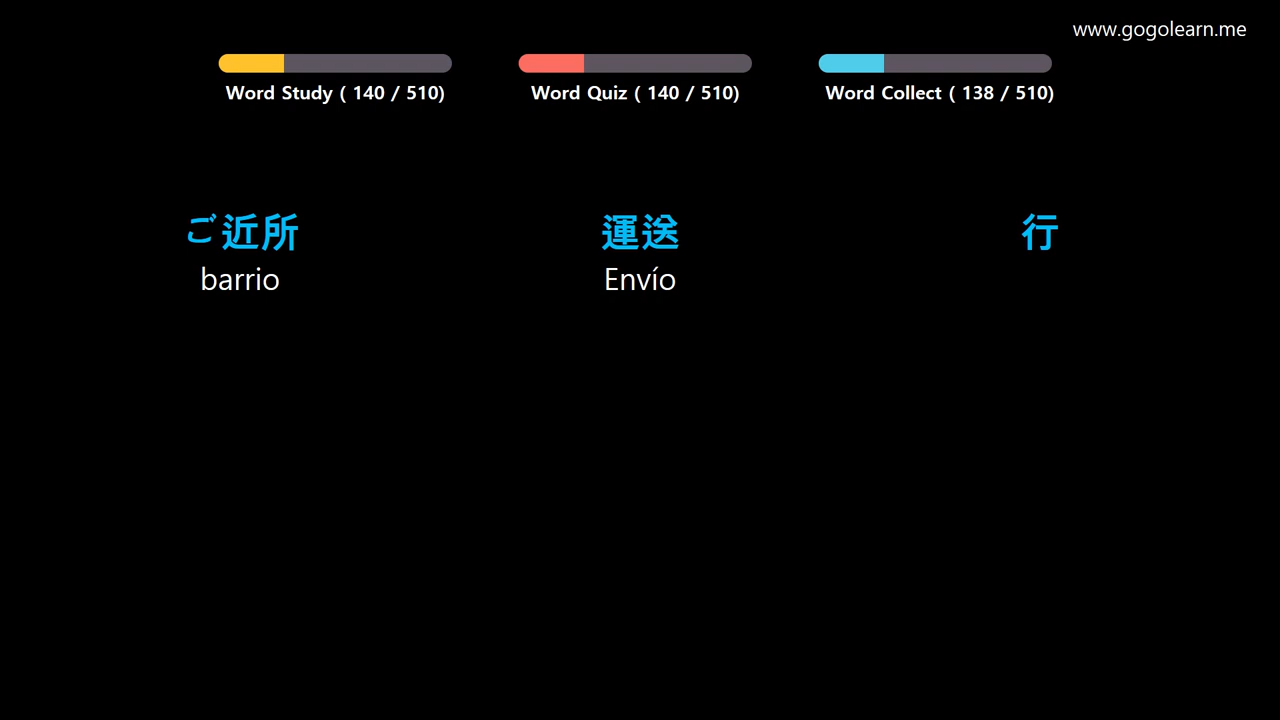 www.gogolearn.me
Word Study ( 140 / 510)
Word Quiz ( 140 / 510)
Word Collect ( 138 / 510)
ご近所
barrio
運送
Envío
行